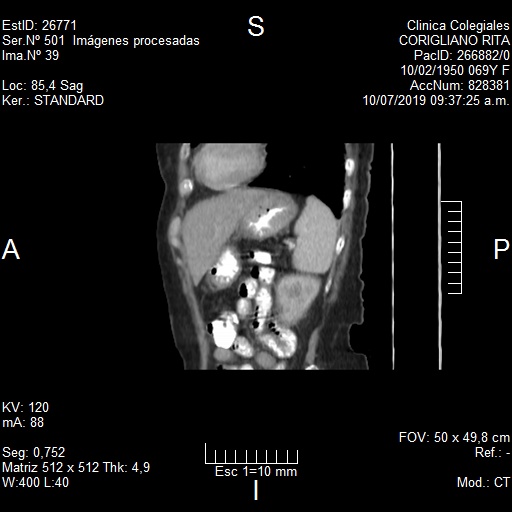 EstID: 26771
Ser.Nº 501 Imágenes procesadas
Ima.Nº 39
Loc: 85,4 Sag
Ker.: STANDARD
S
Clinica Colegiales
CORIGLIANO RITA
PacID: 266882/0
10/02/1950 069Y F
AccNum: 828381
10/07/2019 09:37:25 a.m.
A
P
KV: 120
mA: 88
Seg: 0,752
Matriz 512 x 512 Thk: 4,9
W:400 L:40
Esc 1=10 mm
I
FOV: 50 x 49,8 cm
Ref.: -
Mod.: CT